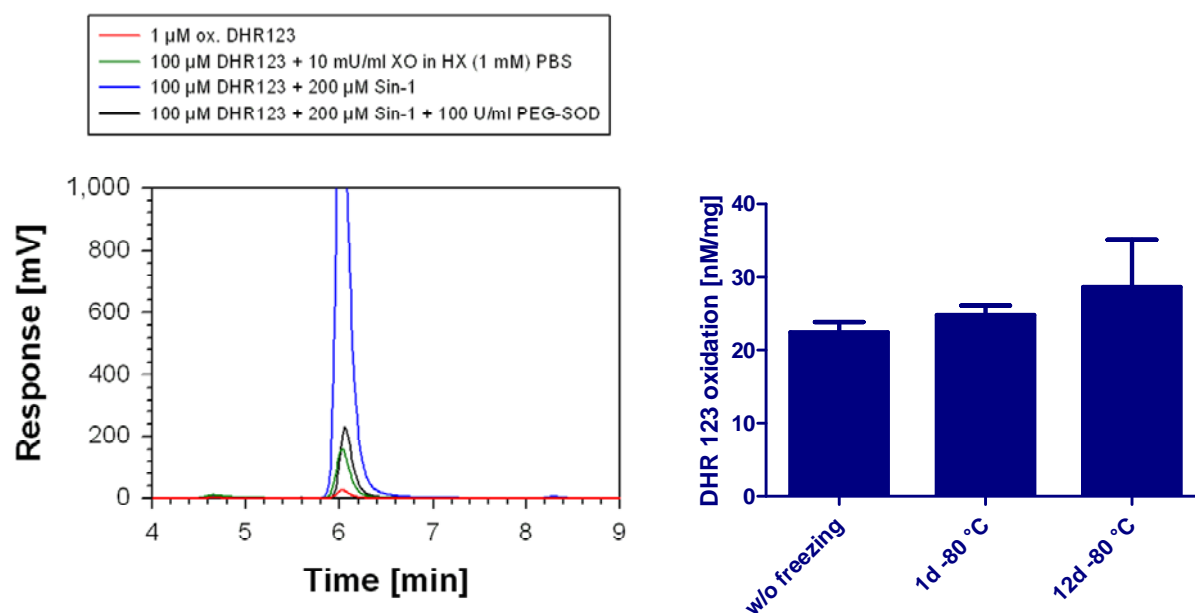 1 µM ox. DHR123
100 µM DHR123 + 10 mU/ml XO in HX (1 mM) PBS
100 µM DHR123 + 200 µM Sin-1
100 µM DHR123 + 200 µM Sin-1 + 100 U/ml PEG-SOD
1,000
800
600
400
200
0
Response [mV]
4 5 6 7 8 9
Time [min]
40
30
20
10
0
DHR 123 oxidation [nM/mg]
w/o freezing
1d -80 °C
12d -80 °C